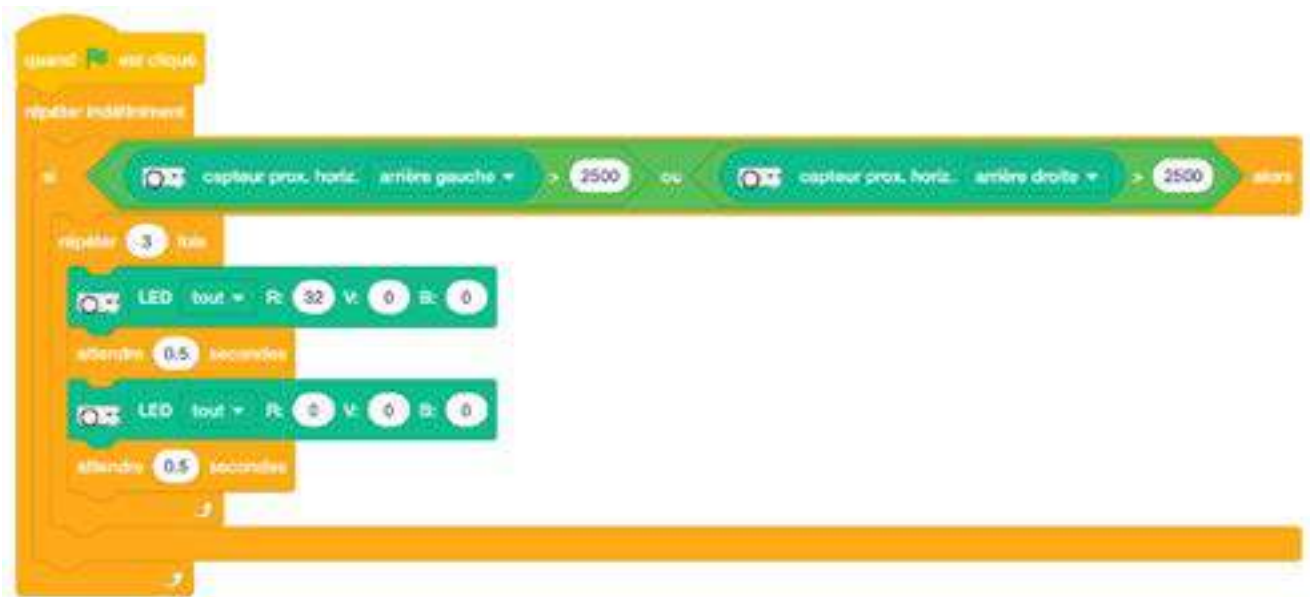 quand est cliqué
répéter indéfiniment
si capteur prox. horiz. arrière gauche > 2500 ou capteur prox. horiz. arrière droite > 2500 alors
répéter 3 fois
LED tout R: 32 V: 0 B: 0
attendre 0.5 secondes
LED tout R: 0 V: 0 B: 0
attendre 0.5 secondes